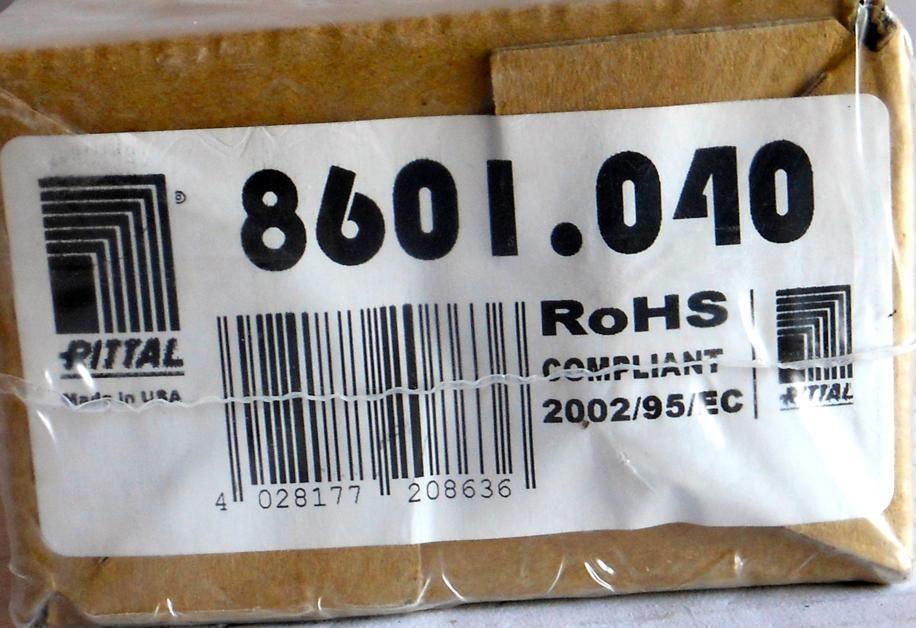 8601.040
®
RITTAL
Made in USA
4 028177 208636
RoHS
COMPLIANT
2002/95/EC
RITTAL